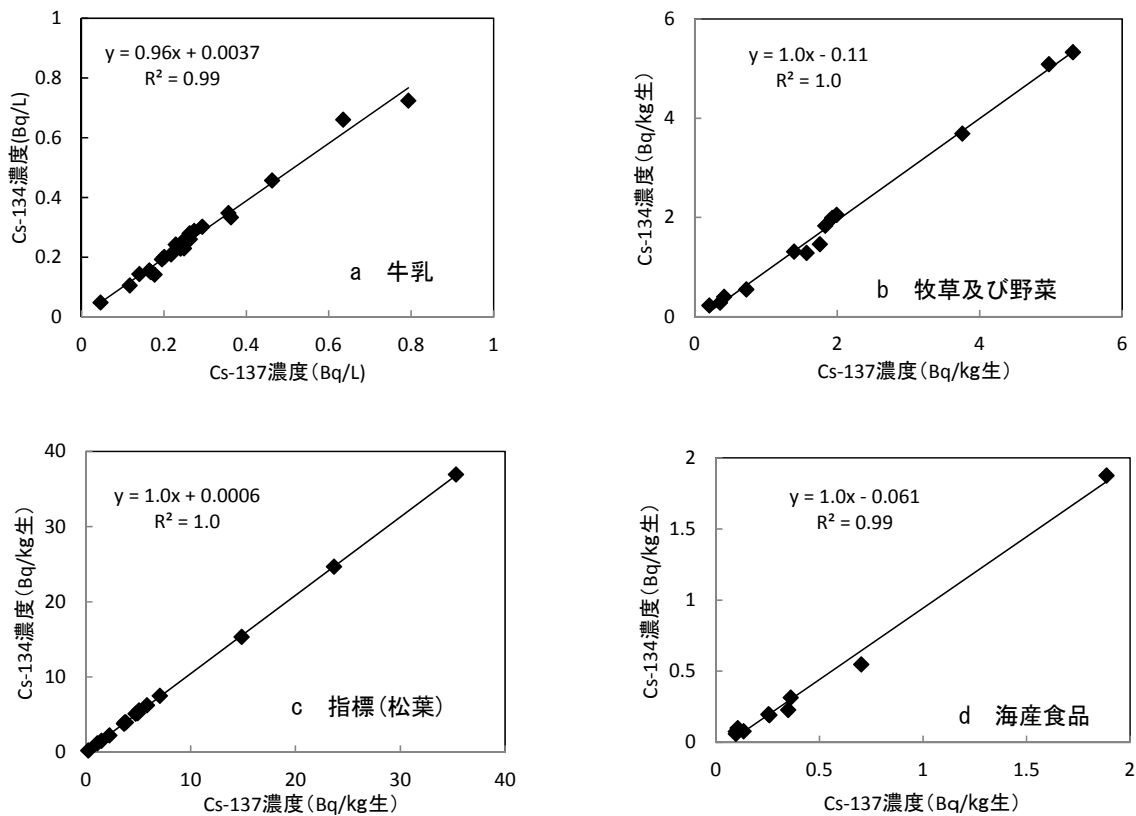 1
0.8
0.6
0.4
0.2
0
0 0.2 0.4 0.6 0.8 1
Cs-134濃度(Bq/L)
Cs-137濃度(Bq/L)
y = 0.96x + 0.0037
R² = 0.99
a 牛乳
6
4
2
0
0 2 4 6
Cs-134濃度(Bq/kg生)
Cs-137濃度(Bq/kg生)
y = 1.0x - 0.11
R² = 1.0
b 牧草及び野菜
40
30
20
10
0
0 10 20 30 40
Cs-134濃度(Bq/kg生)
Cs-137濃度(Bq/kg生)
y = 1.0x + 0.0006
R² = 1.0
c 指標(松葉)
2
1.5
1
0.5
0
0 0.5 1 1.5 2
Cs-134濃度(Bq/kg生)
Cs-137濃度(Bq/kg生)
y = 1.0x - 0.061
R² = 0.99
d 海産食品